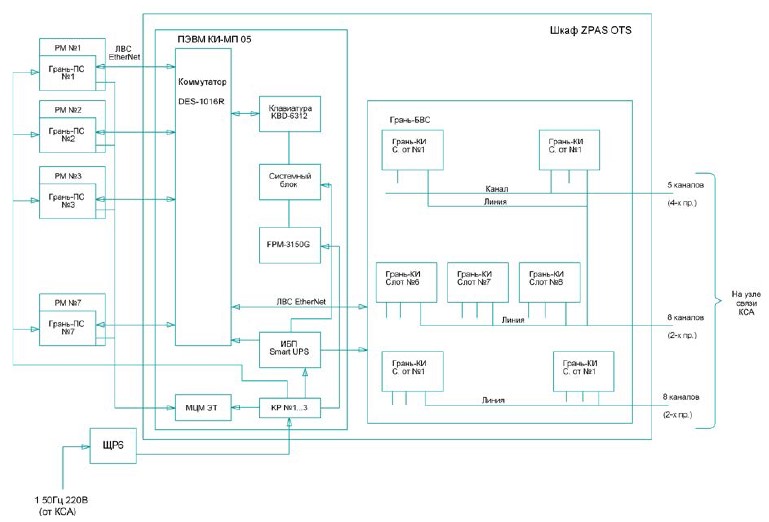 Шкаф ZPAS OTS
ПЭВМ КИ-МП 05
РМ №1
Грань-ПС
№1
ЛВС
EtherNet
РМ №2
Грань-ПС
№2
РМ №3
Грань-ПС
№3
РМ №7
Грань-ПС
№7
Коммутатор
DES-1016R
Клавиатура
KBD-6312
Системный
блок
FPM-3150G
ЛВС EtherNet
ИБП
Smart UPS
МЦМ ЭТ
КР №1...3
ЩРS
1 50Гц 220В
(от КСА)
Грань-БВС
Грань-КИ
С. от №1
Грань-КИ
С. от №1
Канал
Линия
5 каналов
(4-х пр.)
Грань-КИ
Слот №6
Грань-КИ
Слот №7
Грань-КИ
Слот №8
Линия
8 каналов
(2-х пр.)
Грань-КИ
С. от №1
Грань-КИ
С. от №1
Линия
8 каналов
(2-х пр.)
На узле
связи
КСА